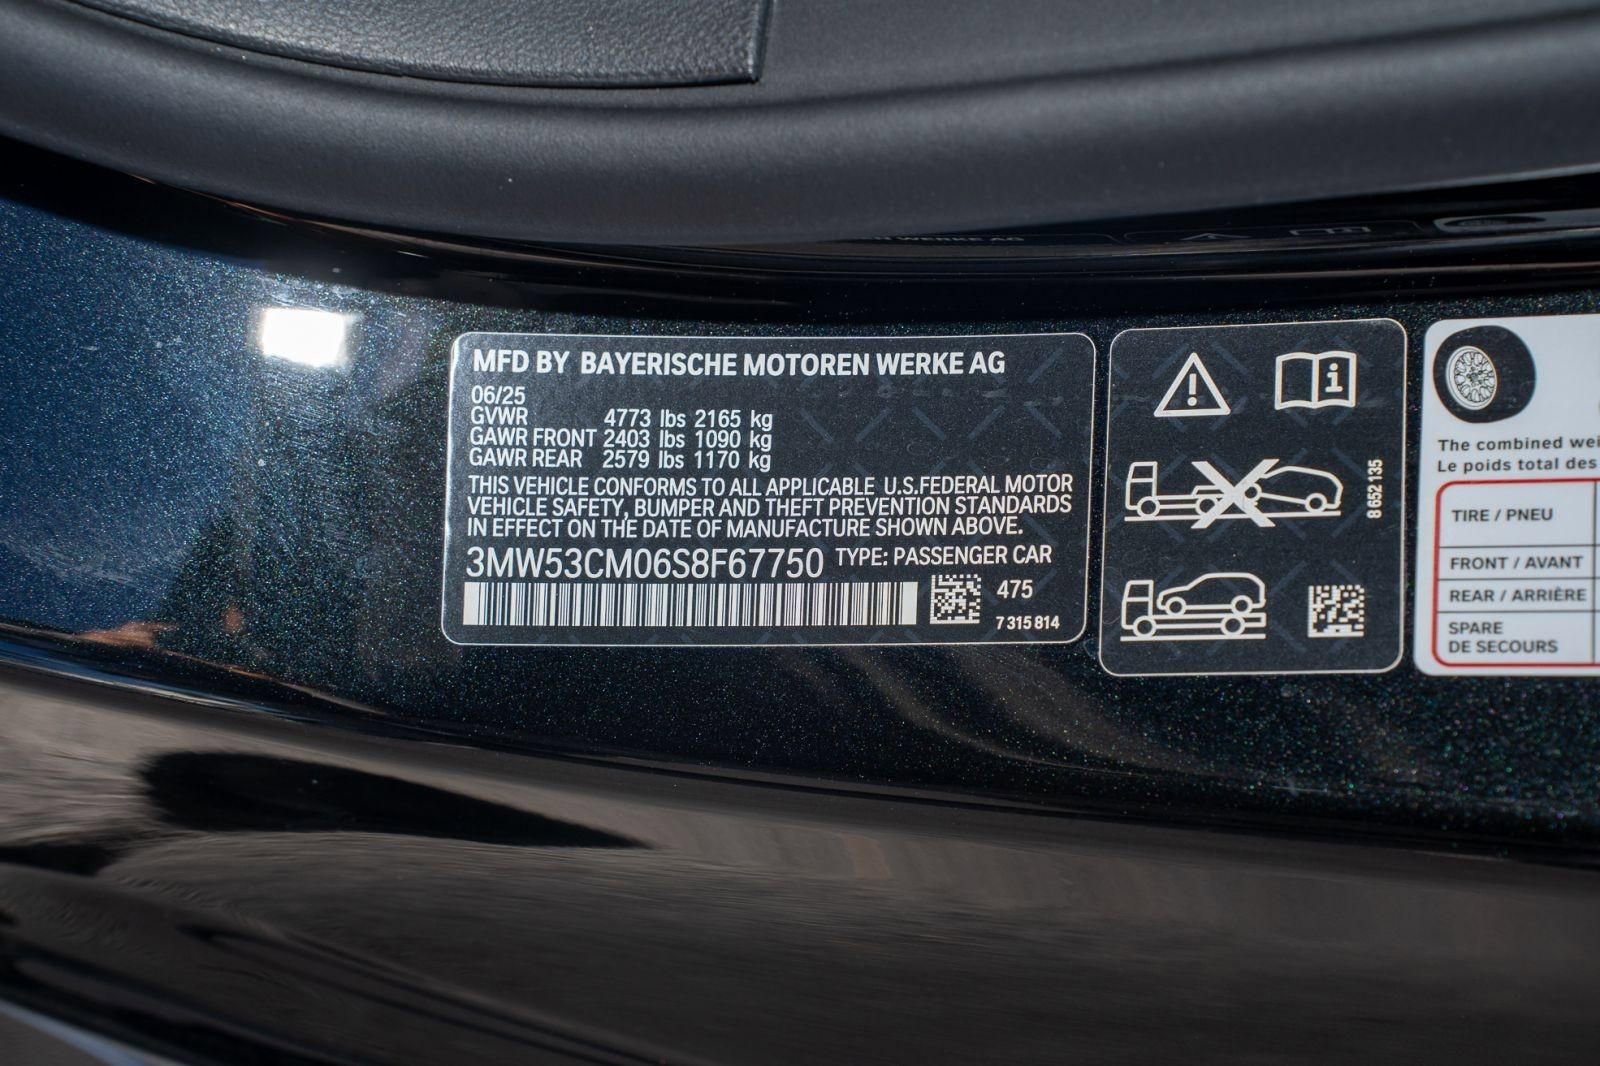 MFD BY BAYERISCHE MOTOREN WERKE AG
06/25
GVWR 4773 lbs 2165 kg
GAWR FRONT 2403 lbs 1090 kg
GAWR REAR 2579 lbs 1170 kg
THIS VEHICLE CONFORMS TO ALL APPLICABLE U.S.FEDERAL MOTOR
VEHICLE SAFETY, BUMPER AND THEFT PREVENTION STANDARDS
IN EFFECT ON THE DATE OF MANUFACTURE SHOWN ABOVE.
3MW53CM06S8F67750 TYPE: PASSENGER CAR
475
7 315 814
8 652 135
The combined wei
Le poids total des
TIRE / PNEU
FRONT / AVANT
REAR / ARRIÈRE
SPARE
DE SECOURS